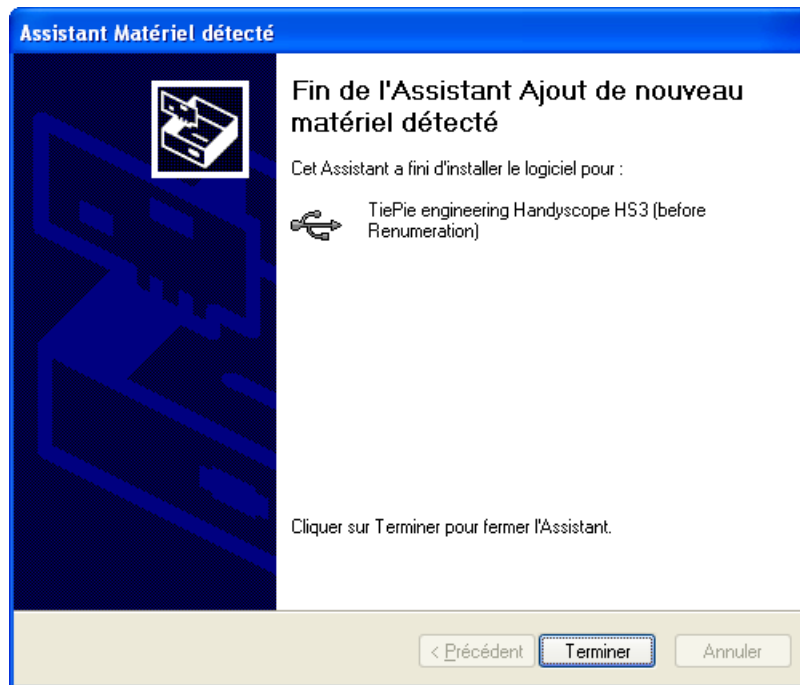 Assistant Matériel détecté
Fin de l'Assistant Ajout de nouveau
matériel détecté
Cet Assistant a fini d'installer le logiciel pour :
TiePie engineering Handyscope HS3 (before
Renumeration)
Cliquer sur Terminer pour fermer l'Assistant.
< Précédent
Terminer
Annuler